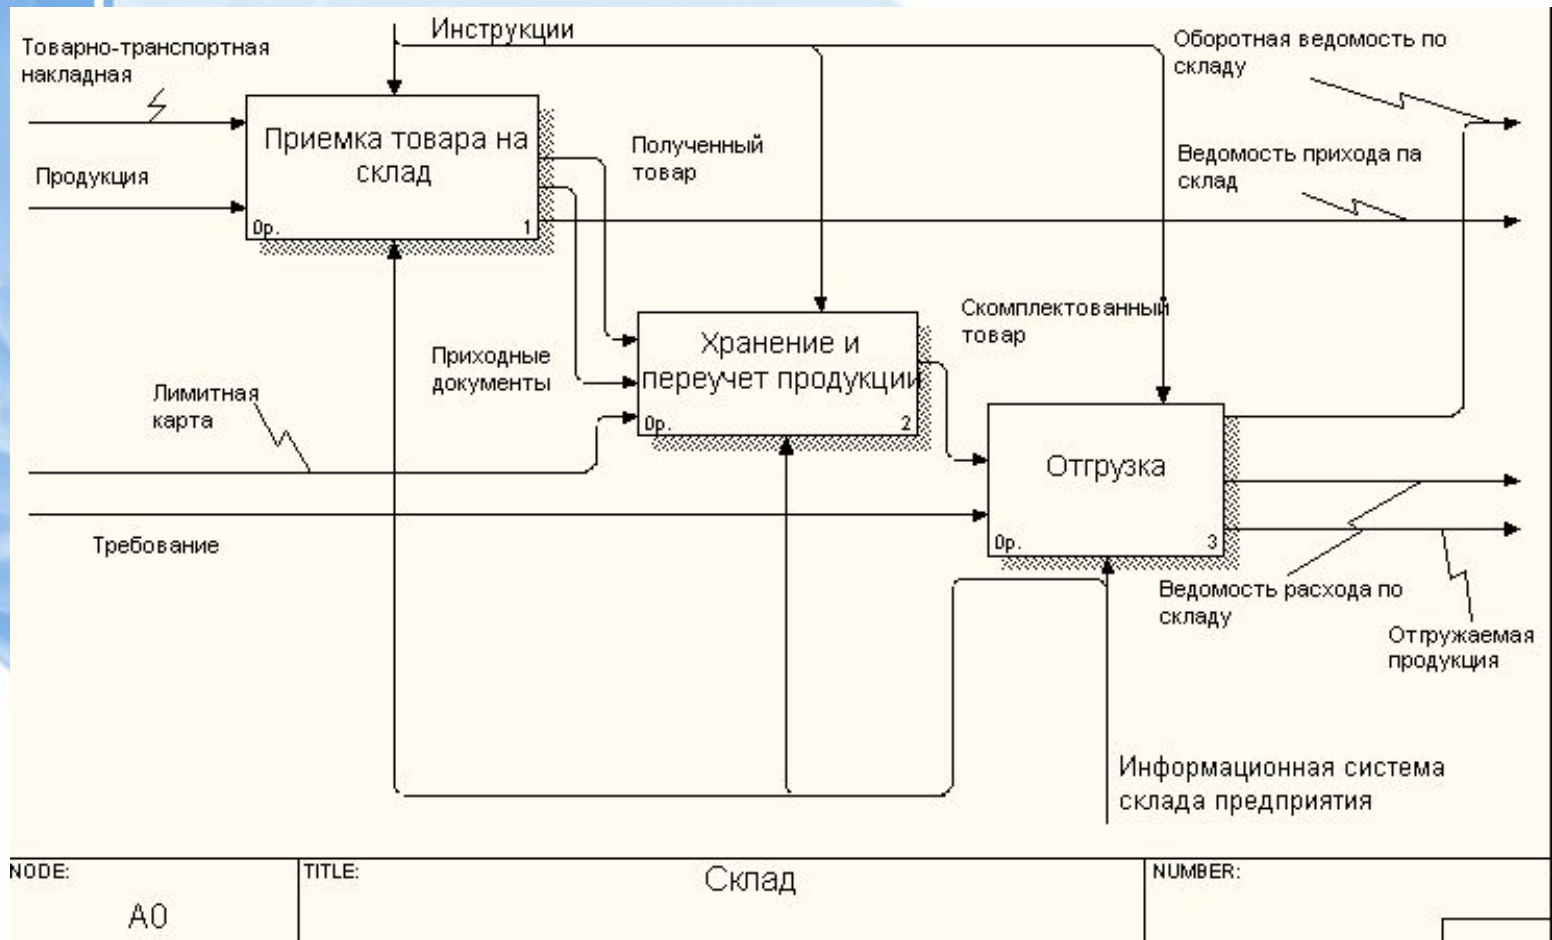 Инструкции
Товарно-транспортная
накладная
Оборотная ведомость по
складу
Приемка товара на
склад
0р.
1
Полученный
товар
Ведомость прихода па
склад
Продукция
Скомплектованный
товар
Хранение и
переучет продукции
0р.
2
Приходные
документы
Лимитная
карта
Отгрузка
0р.
3
Требование
Ведомость расхода по
складу
Отгружаемая
продукция
Информационная система
склада предприятия
NODE:
A0
TITLE:
Склад
NUMBER: